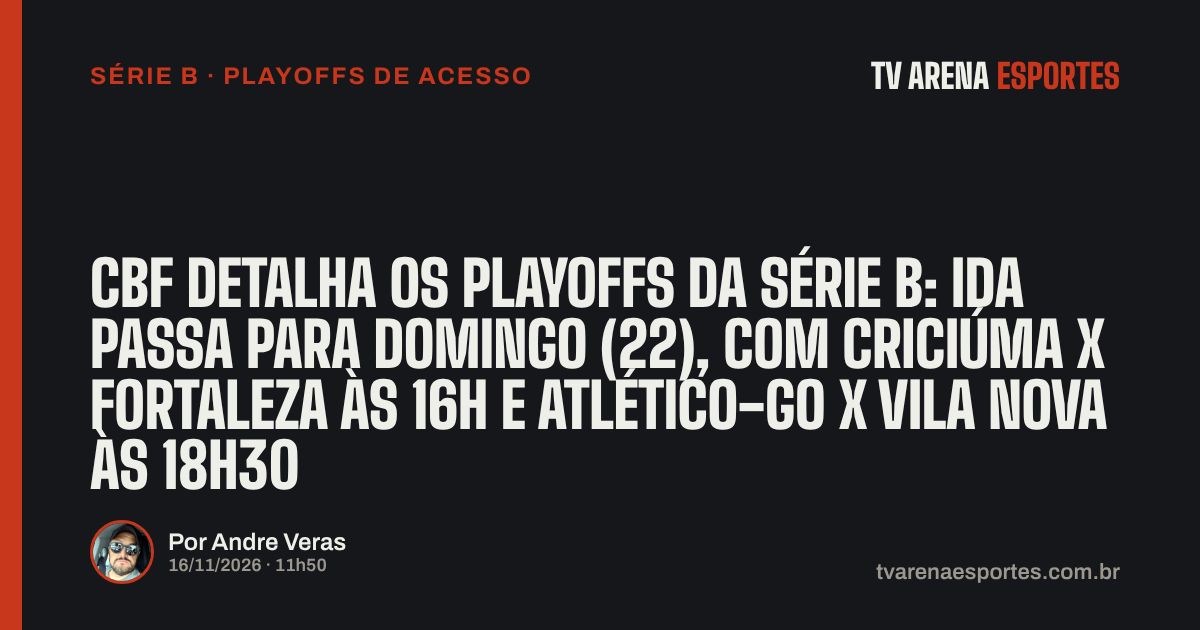 SÉRIE B · PLAYOFFS DE ACESSO
TV ARENA ESPORTES
CBF DETALHA OS PLAYOFFS DA SÉRIE B: IDA
PASSA PARA DOMINGO (22), COM CRICIÚMA X
FORTALEZA ÀS 16H E ATLÉTICO-GO X VILA NOVA
ÀS 18H30
Por Andre Veras
16/11/2026 · 11h50
tvarenaesportes.com.br